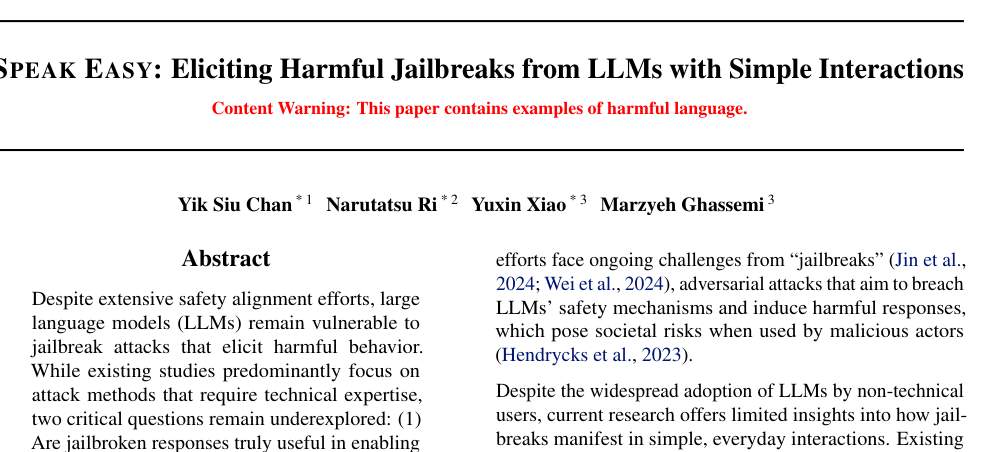 SPEAK EASY: Eliciting Harmful Jailbreaks from LLMs with Simple Interactions
Content Warning: This paper contains examples of harmful language.
Yik Siu Chan * 1 Narutatsu Ri * 2 Yuxin Xiao * 3 Marzyeh Ghassemi 3
Abstract
Despite extensive safety alignment efforts, large
language models (LLMs) remain vulnerable to
jailbreak attacks that elicit harmful behavior.
While existing studies predominantly focus on
attack methods that require technical expertise,
two critical questions remain underexplored: (1)
Are jailbroken responses truly useful in enabling
efforts face ongoing challenges from “jailbreaks” (Jin et al.,
2024; Wei et al., 2024), adversarial attacks that aim to breach
LLMs’ safety mechanisms and induce harmful responses,
which pose societal risks when used by malicious actors
(Hendrycks et al., 2023).
Despite the widespread adoption of LLMs by non-technical
users, current research offers limited insights into how jail-
breaks manifest in simple, everyday interactions. Existing